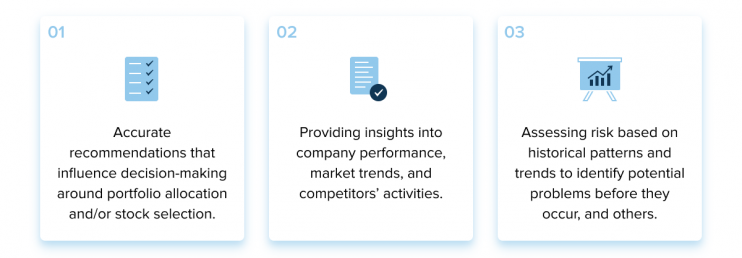 01
Accurate
recommendations that
influence decision-making
around portfolio allocation
and/or stock selection.
02
Providing insights into
company performance,
market trends, and
competitors' activities.
03
Assessing risk based on
historical patterns and
trends to identify potential
problems before they
occur, and others.